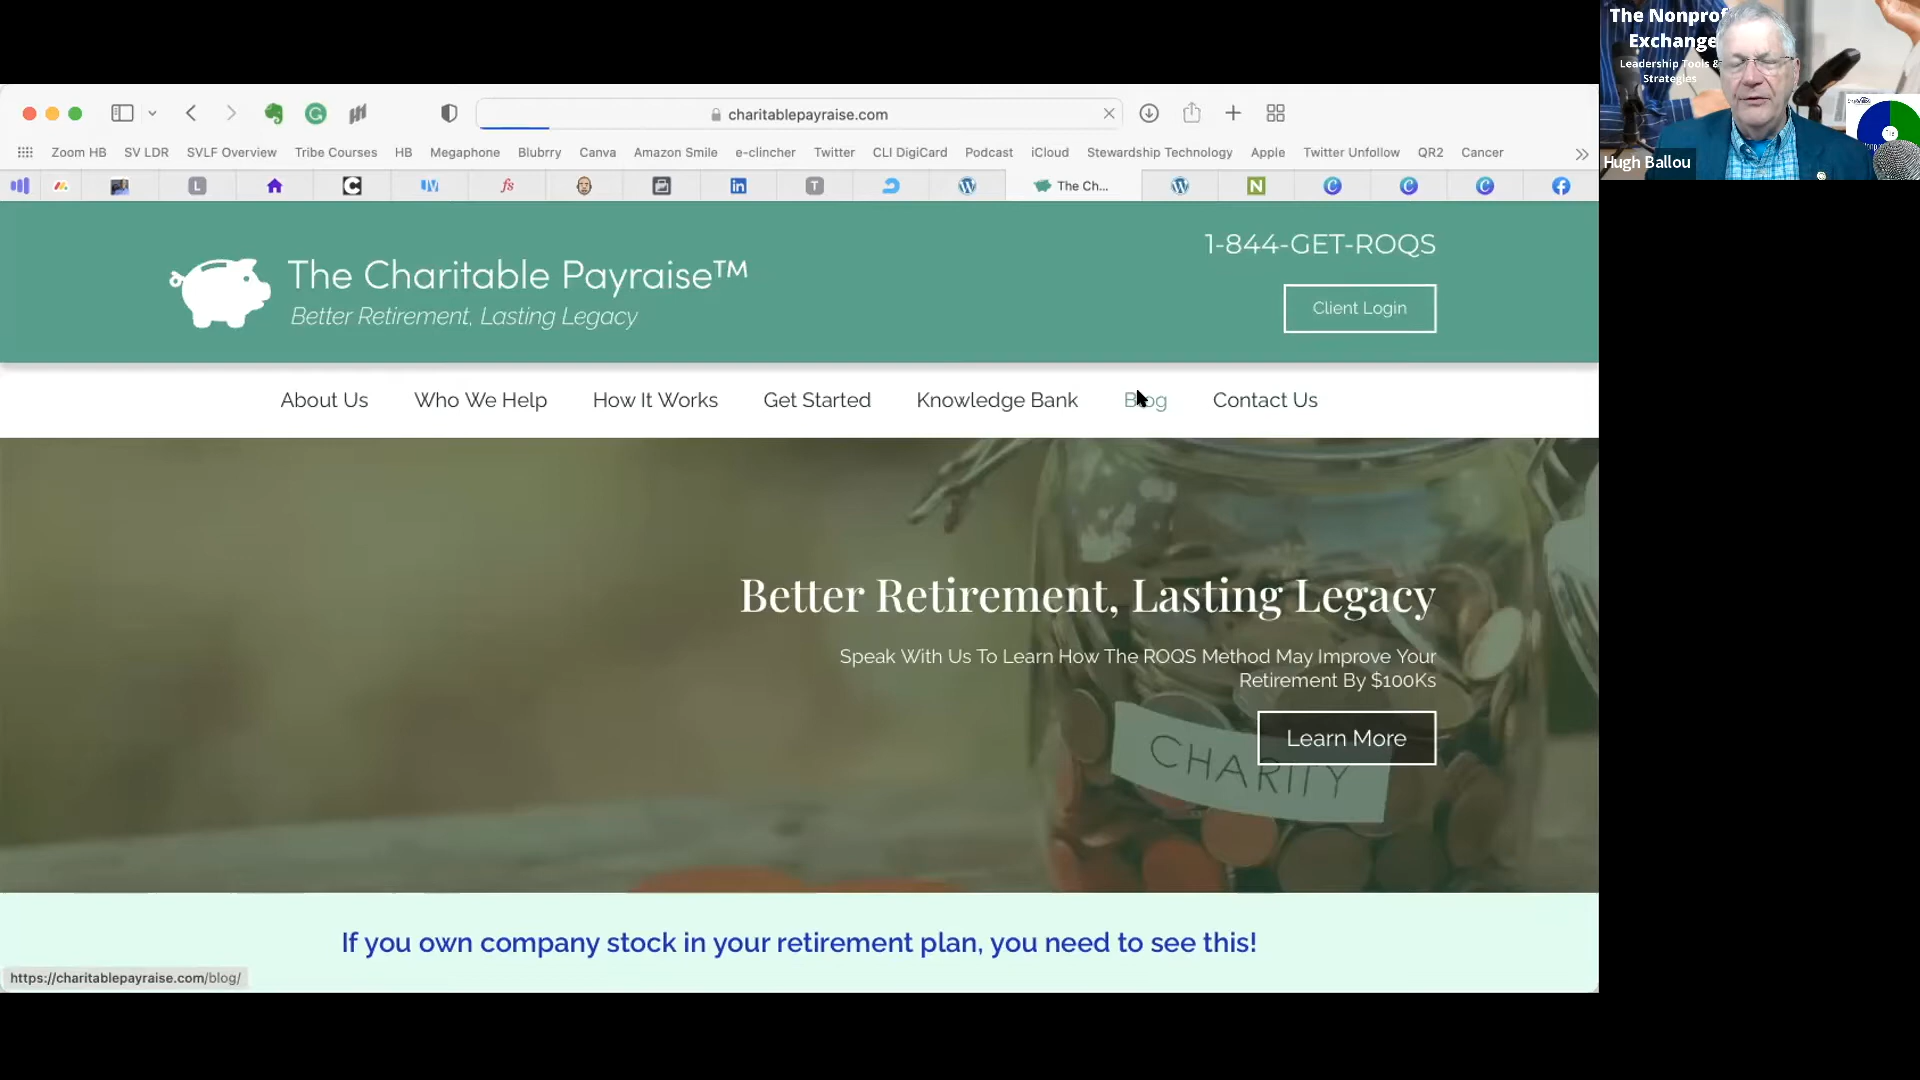 The Nonprof
Exchange
Leadership Tools &
Strategies
Hugh Ballou
charitablepayraise.com
Zoom HB SV LDR SVLF Overview Tribe Courses HB Megaphone Blubrry Canva Amazon Smile e-clincher Twitter CLI DigiCard Podcast iCloud Stewardship Technology Apple Twitter Unfollow QR2 Cancer
The Ch...
The Charitable Payraise™
Better Retirement, Lasting Legacy
1-844-GET-ROQS
Client Login
About Us Who We Help How It Works Get Started Knowledge Bank Blog Contact Us
Better Retirement, Lasting Legacy
Speak With Us To Learn How The ROQS Method May Improve Your
Retirement By $100Ks
Learn More
CHARITY
If you own company stock in your retirement plan, you need to see this!
https://charitablepayraise.com/blog/